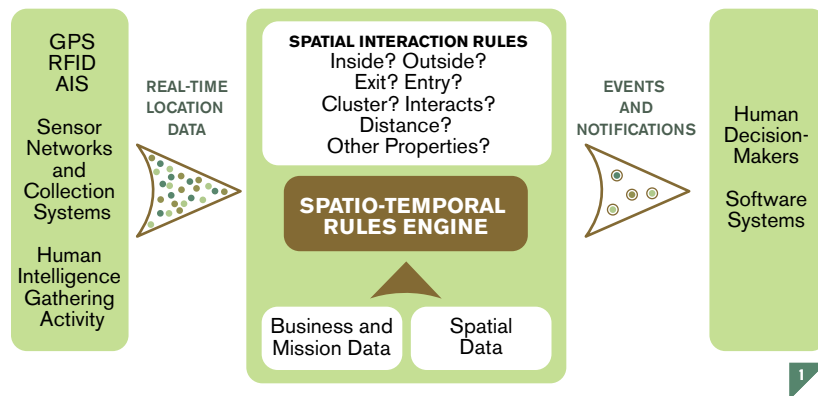 GPS
RFID
AIS
Sensor
Networks
and
Collection
Systems
Human
Intelligence
Gathering
Activity
REAL-TIME
LOCATION
DATA
SPATIAL INTERACTION RULES
Inside? Outside?
Exit? Entry?
Cluster? Interacts?
Distance?
Other Properties?
SPATIO-TEMPORAL
RULES ENGINE
Business and
Mission Data
Spatial
Data
EVENTS
AND
NOTIFICATIONS
Human
Decision-
Makers
Software
Systems
1